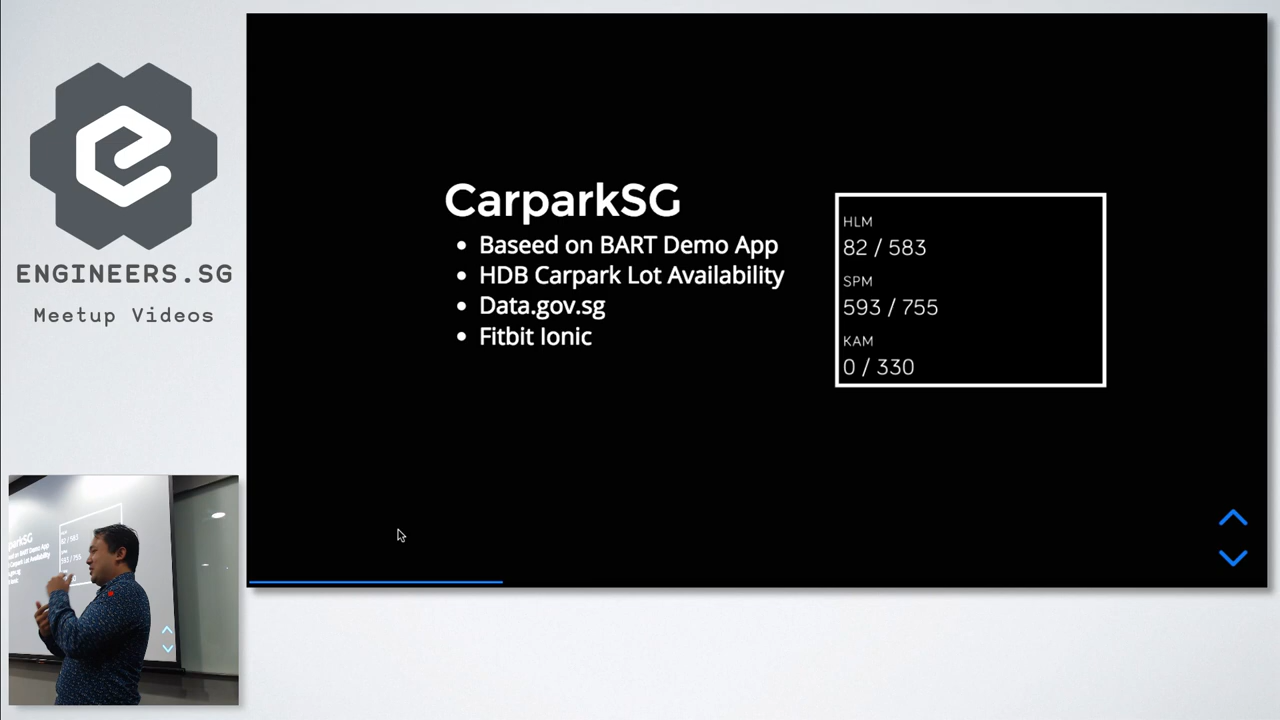 ENGINEERS.SG
Meetup Videos
CarparkSG
Baseed on BART Demo App
HDB Carpark Lot Availability
Data.gov.sg
Fitbit Ionic
HLM
82 / 583
SPM
593 / 755
KAM
0 / 330